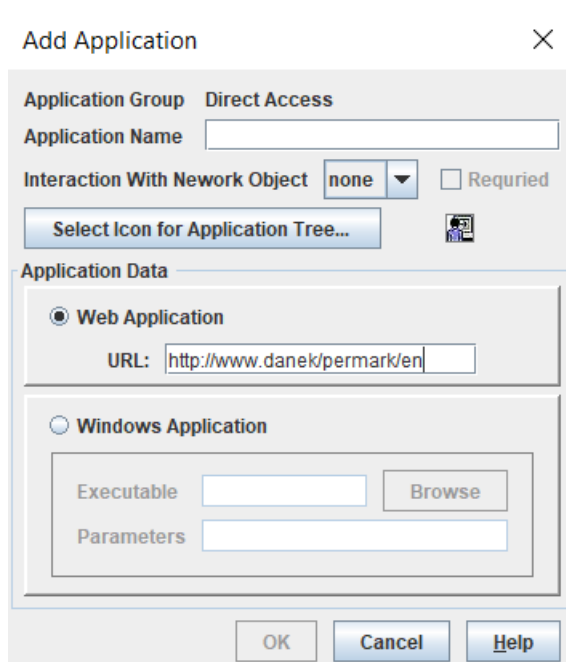 Add Application
Application Group Direct Access
Application Name
Interaction With Nework Object none Requried
Select Icon for Application Tree...
Application Data
Web Application
URL: http://www.danek/permark/en
Windows Application
Executable Browse
Parameters
OK Cancel Help